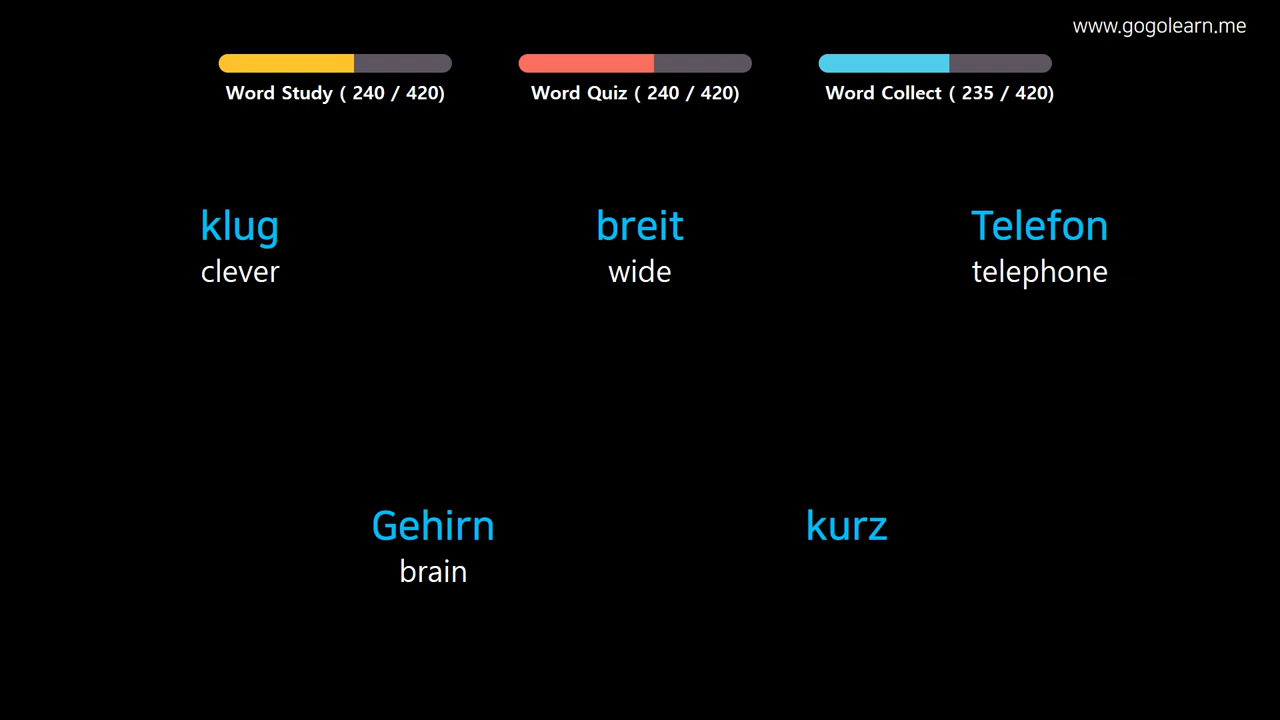 www.gogolearn.me
Word Study ( 240 / 420)
Word Quiz ( 240 / 420)
Word Collect ( 235 / 420)
klug
clever
breit
wide
Telefon
telephone
Gehirn
brain
kurz